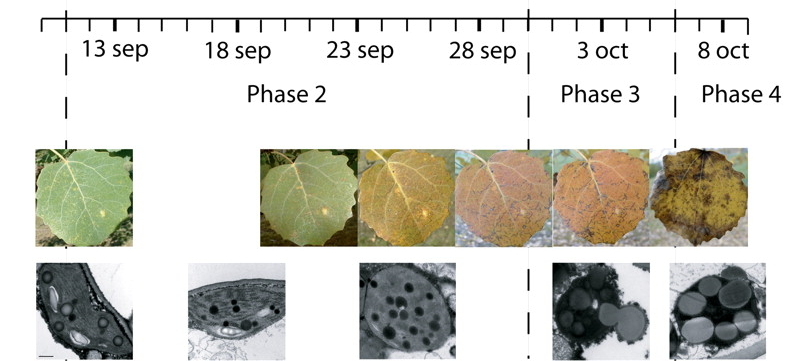 13 sep 18 sep 23 sep 28 sep 3 oct 8 oct
Phase 2 Phase 3 Phase 4